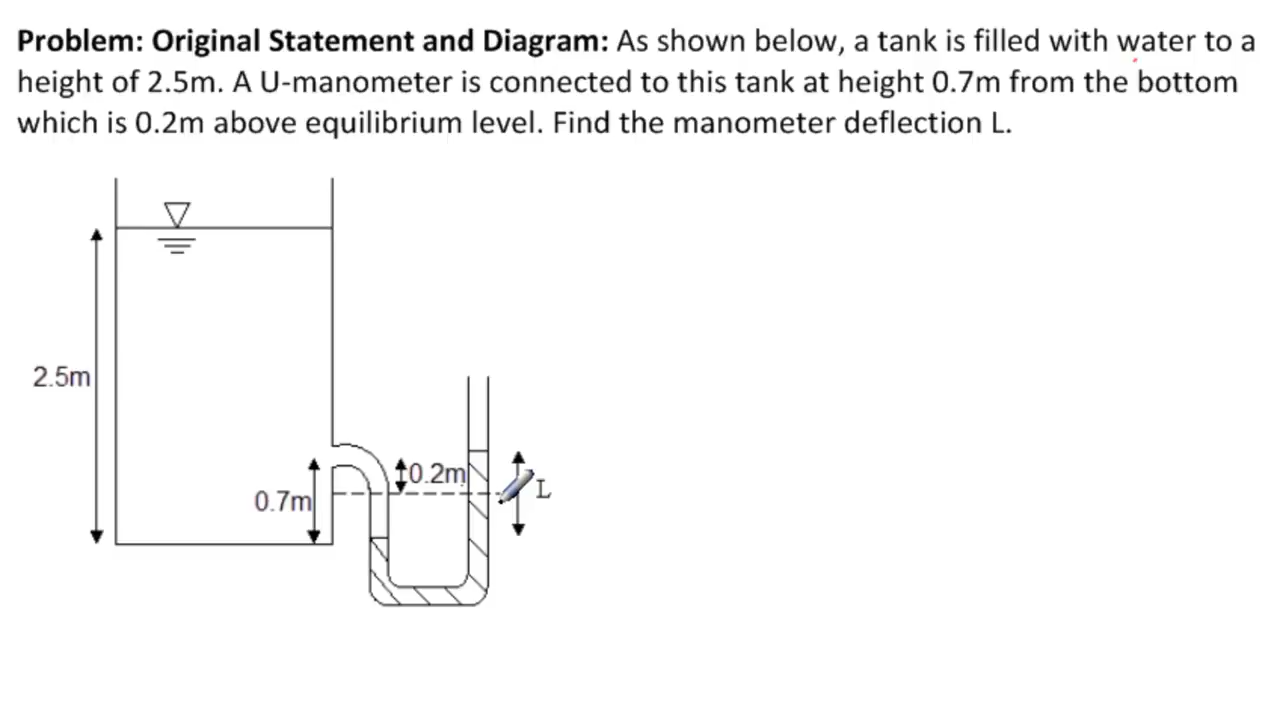 Problem: Original Statement and Diagram: As shown below, a tank is filled with water to a
height of 2.5m. A U-manometer is connected to this tank at height 0.7m from the bottom
which is 0.2m above equilibrium level. Find the manometer deflection L.
2.5m
0.2m
L
0.7m